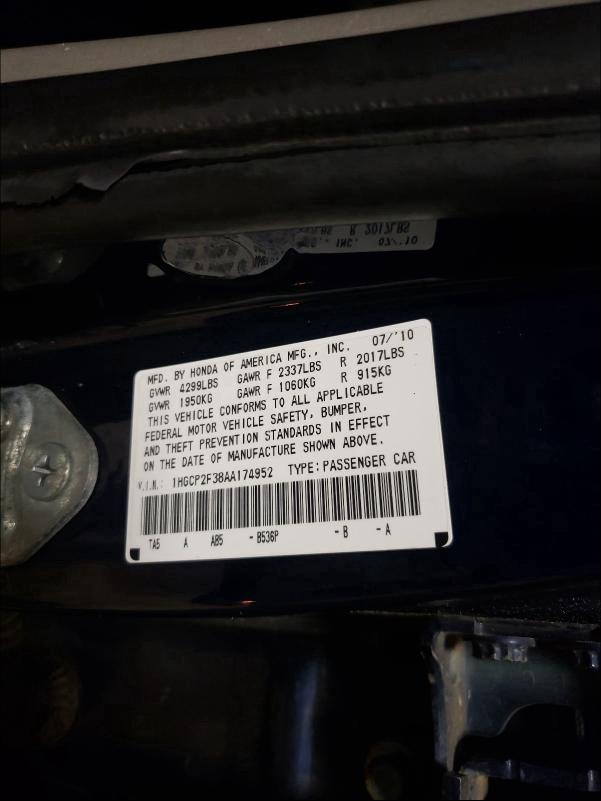 MFD. BY HONDA OF AMERICA MFG., INC. 07/'10
GVWR 4299LBS GAWR F 2337LBS R 2017LBS
GVWR 1950KG GAWR F 1060KG R 915KG
THIS VEHICLE CONFORMS TO ALL APPLICABLE
FEDERAL MOTOR VEHICLE SAFETY, BUMPER,
AND THEFT PREVENTION STANDARDS IN EFFECT
ON THE DATE OF MANUFACTURE SHOWN ABOVE.
V.I.N.: 1HGCP2F38AA174952 TYPE: PASSENGER CAR
TA5 A AB5 - B536P - B - A